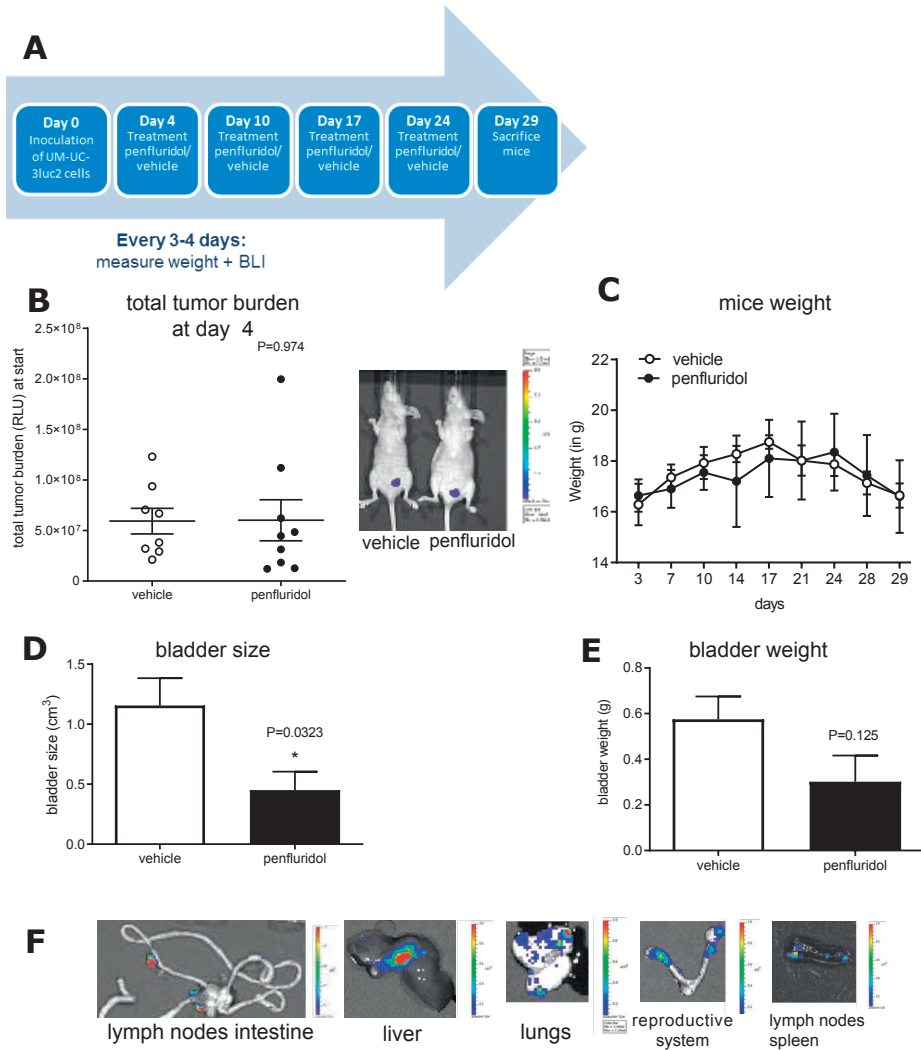 A
Day 0
Inoculation
of UM-UC-
3luc2 cells
Day 4
Treatment
penfluridol/
vehicle
Day 10
Treatment
penfluridol/
vehicle
Day 17
Treatment
penfluridol/
vehicle
Day 24
Treatment
penfluridol/
vehicle
Day 29
Sacrifice
mice
Every 3-4 days:
measure weight + BLI
B
total tumor burden
at day 4
P=0.974
total tumor burden (RLU) at start
2.5×10⁸
2.0×10⁸
1.5×10⁸
1.0×10⁸
5.0×10⁷
0
vehicle
penfluridol
vehicle
penfluridol
C
mice weight
vehicle
penfluridol
Weight (in g)
22
20
18
16
14
3 7 10 14 17 21 24 28 29
days
D
bladder size
bladder size (cm³)
1.5
1.0
0.5
0.0
P=0.0323
*
vehicle
penfluridol
E
bladder weight
bladder weight (g)
0.8
0.6
0.4
0.2
0.0
P=0.125
vehicle
penfluridol
F
lymph nodes intestine
liver
lungs
reproductive
system
lymph nodes
spleen